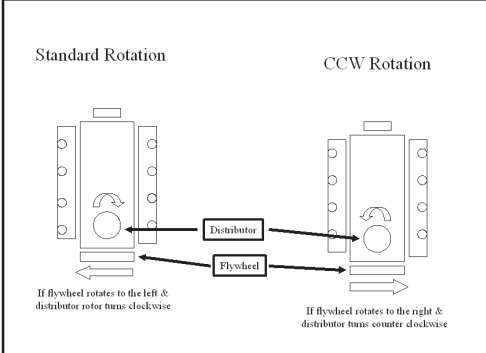 Standard Rotation
CCW Rotation
Distributor
Flywheel
If flywheel rotates to the left &
distributor rotor turns clockwise
If flywheel rotates to the right &
distributor turns counter clockwise